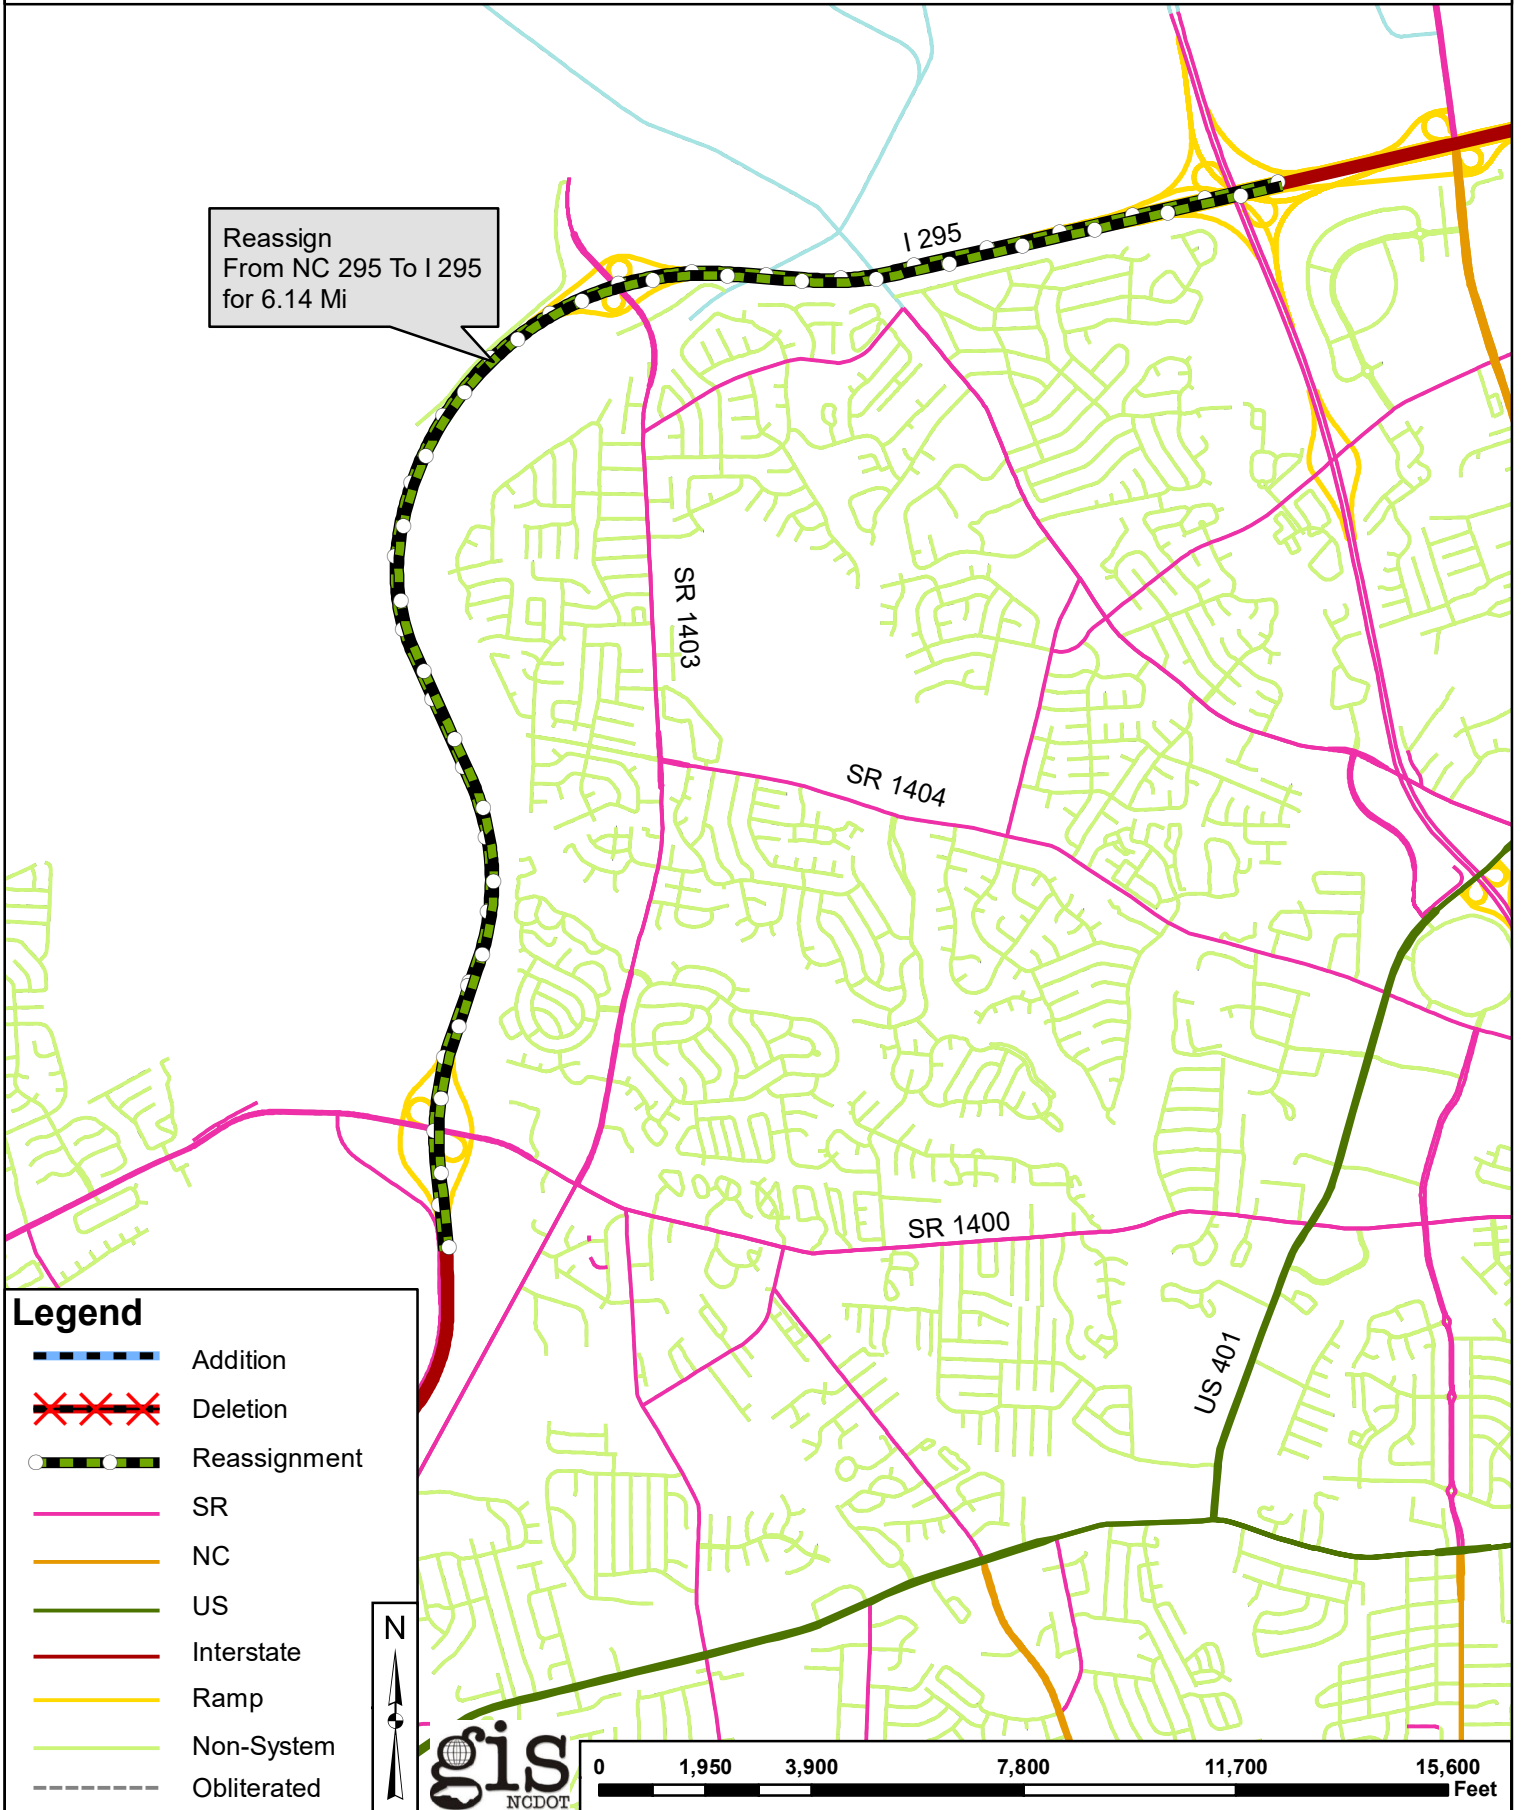 Reassign
From NC 295 To I 295
for 6.14 Mi
I 295
SR 1403
SR 1404
SR 1400
US 401
Legend
Addition
Deletion
Reassignment
SR
NC
US
Interstate
Ramp
Non-System
Obliterated
N
gis
NCDOT
0 1,950 3,900 7,800 11,700 15,600
Feet